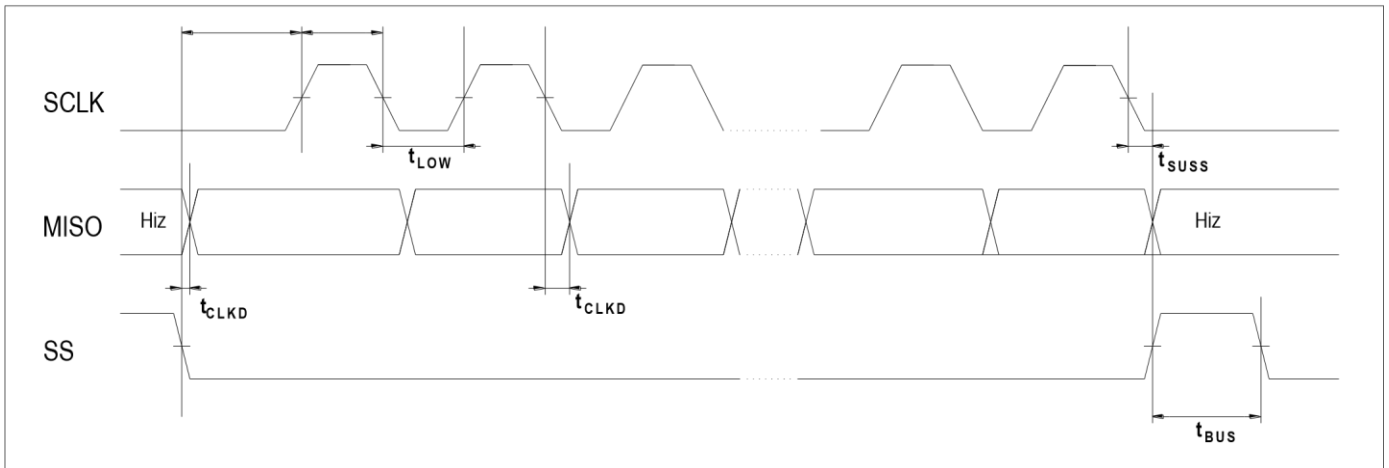 SCLK
tLOW
tSUSS
MISO
Hiz
Hiz
tCLKD
tCLKD
SS
tBUS